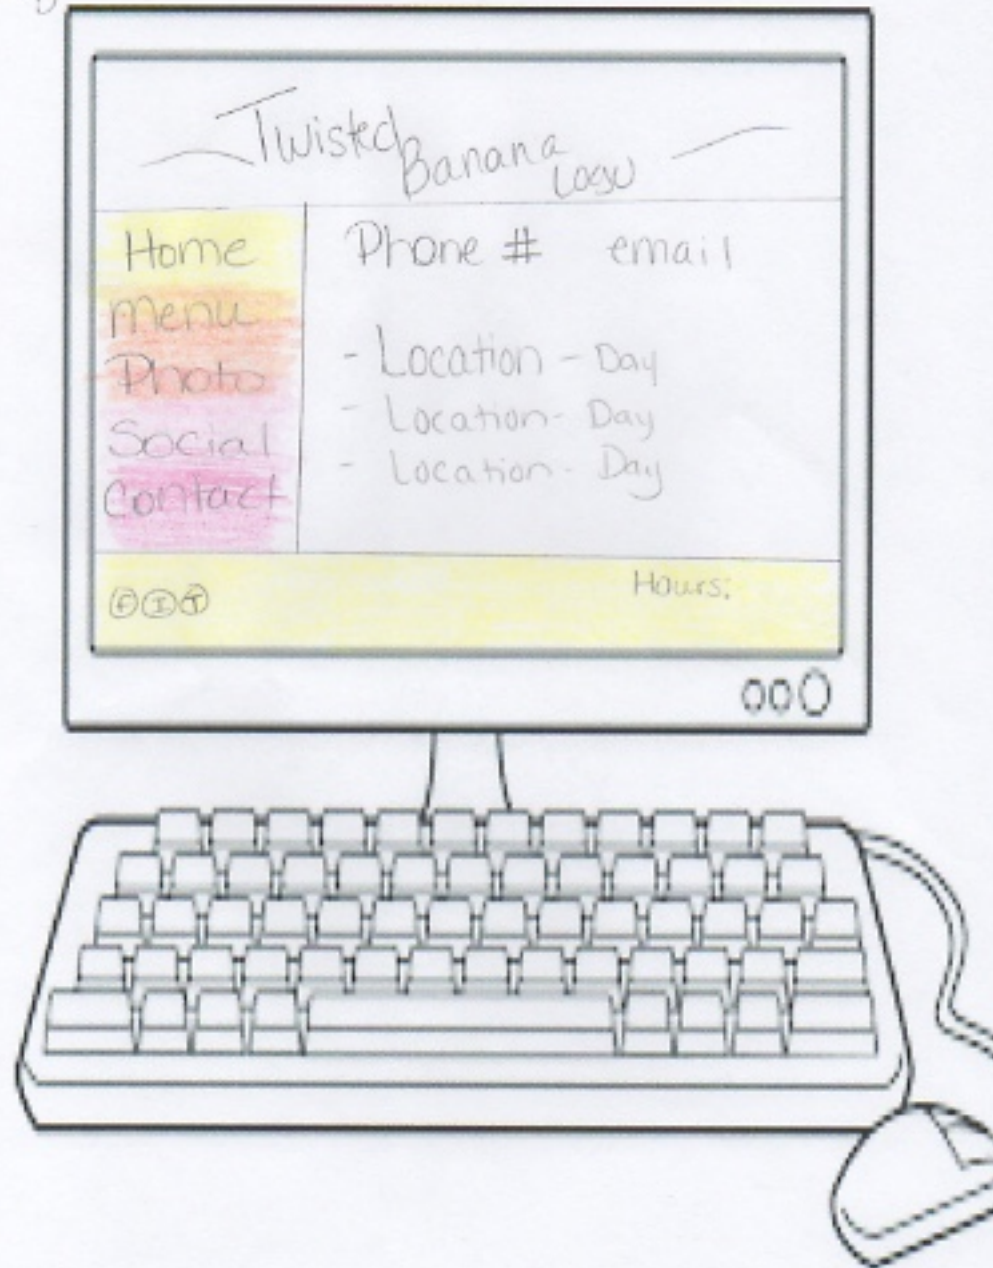 Twisted Banana Logo
Home
Menu
Photo
Social
Contact
Phone # email
- Location - Day
- Location - Day
- Location - Day
F I T
Hours: